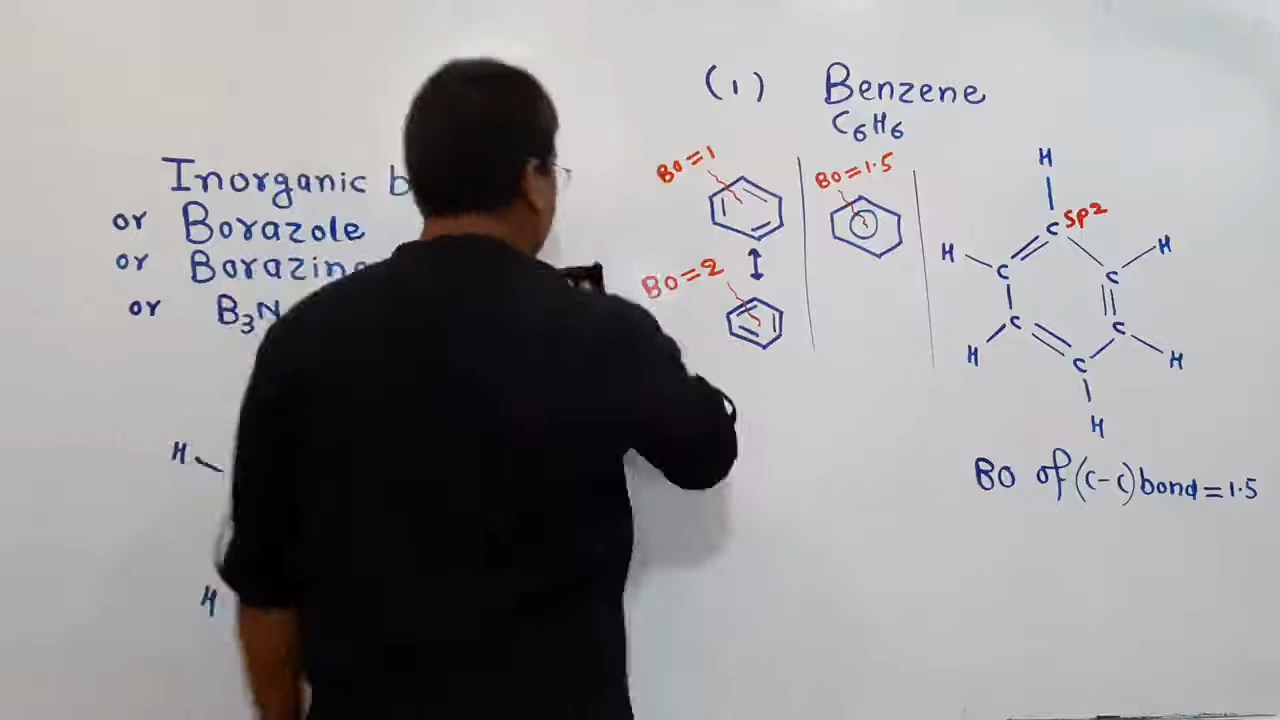 Inorganic
or Borazole
or Borazine
or B3N
H
H
(1) Benzene
C6H6
BO=1
BO=2
BO=1.5
H
C sp2
H C C H
H C C H
C
H
BO of (C-C) bond = 1.5